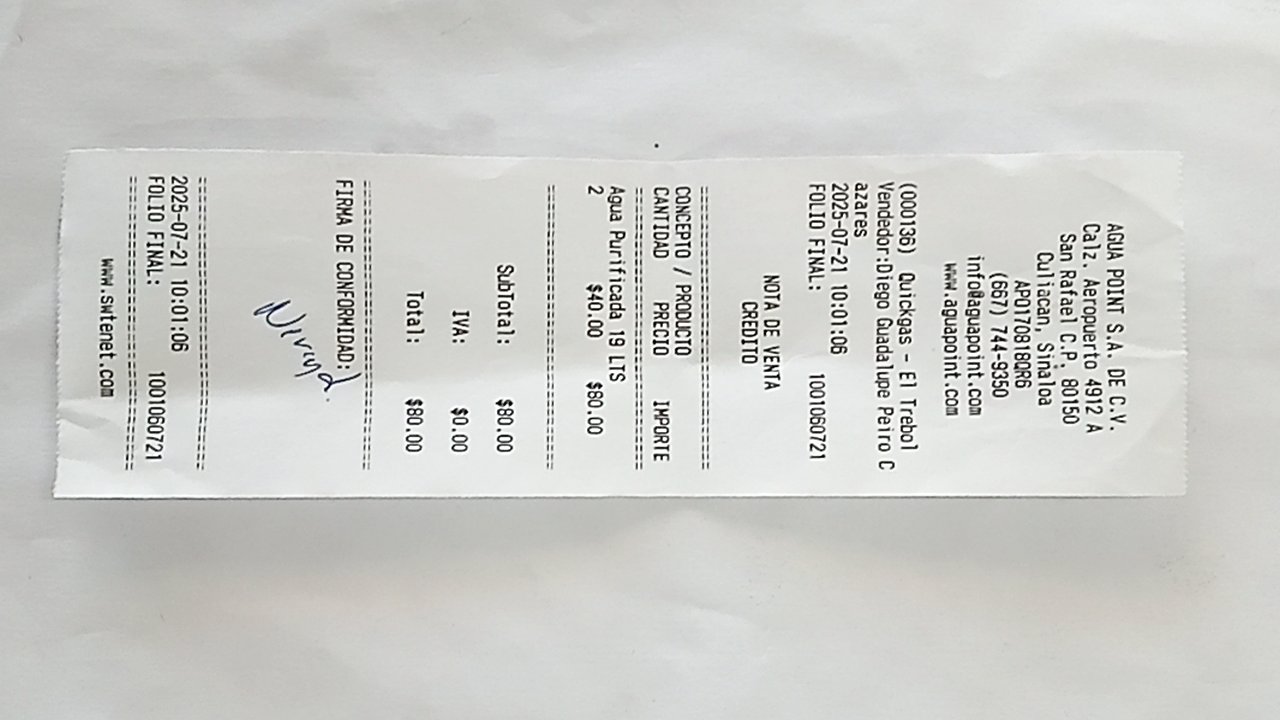 AGUA POINT S.A. DE C.V.
Calz. Aeropuerto 4912 A
San Rafael C.P. 80150
Culiacan, Sinaloa
APO170818QR6
(667) 744-9350
info@aguapoint.com
www.aguapoint.com
(000136) Quickgas - El Trebol
Vendedor:Diego Guadalupe Peiro C
azares
2025-07-21 10:01:06
FOLIO FINAL: 1001060721
NOTA DE VENTA
CREDITO
================================
CONCEPTO / PRODUCTO
CANTIDAD PRECIO IMPORTE
================================
Agua Purificada 19 LTS
2 $40.00 $80.00
================================
SubTotal: $80.00
IVA: $0.00
Total: $80.00
================================
FIRMA DE CONFORMIDAD:
================================
2025-07-21 10:01:06
FOLIO FINAL: 1001060721
================================
www.swtenet.com